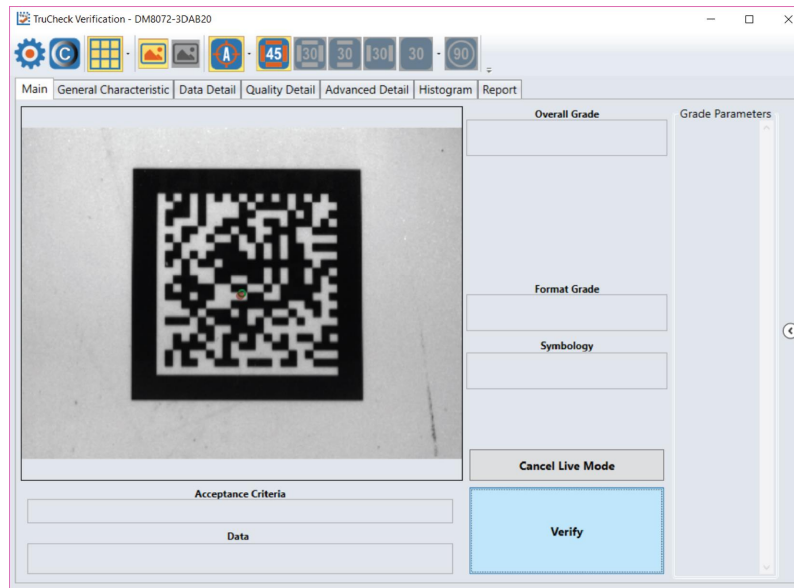 TruCheck Verification - DM8072-3DAB20
C A 45 30 30 30 30 90
Main General Characteristic Data Detail Quality Detail Advanced Detail Histogram Report
Overall Grade
Grade Parameters
Format Grade
Symbology
Cancel Live Mode
Acceptance Criteria
Verify
Data